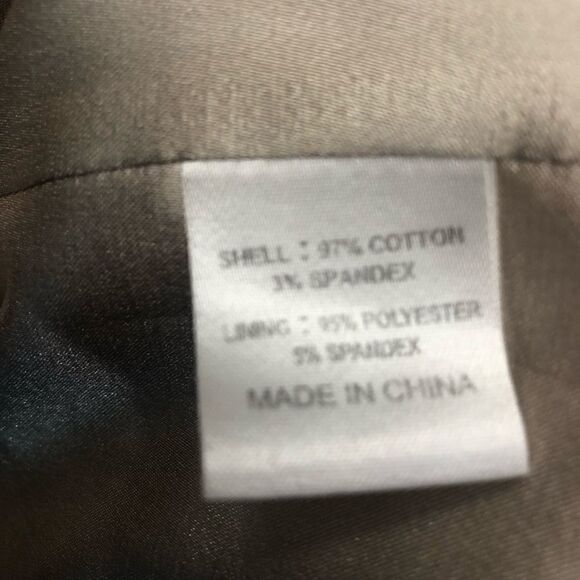 SHELL : 97% COTTON
3% SPANDEX
LINING : 95% POLYESTER
5% SPANDEX
MADE IN CHINA